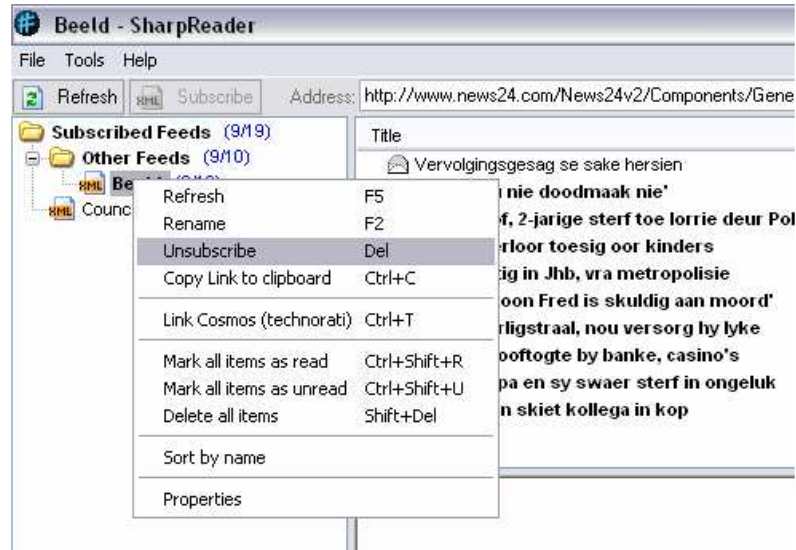 Beeld - SharpReader
File Tools Help
Refresh XML Subscribe Address: http://www.news24.com/News24v2/Components/Gene
Subscribed Feeds (9/19)
Other Feeds (9/10)
XML
XML Counc
Title
Vervolgingsgesag se sake hersien
nie doodmaak nie'
f, 2-jarige sterf toe lorrie deur Pol
rloor toesig oor kinders
tig in Jhb, vra metropolisie
oon Fred is skuldig aan moord'
rligstraal, nou versorg hy lyke
ooftogte by banke, casino's
pa en sy swaer sterf in ongeluk
n skiet kollega in kop
Refresh F5
Rename F2
Unsubscribe Del
Copy Link to clipboard Ctrl+C
Link Cosmos (technorati) Ctrl+T
Mark all items as read Ctrl+Shift+R
Mark all items as unread Ctrl+Shift+U
Delete all items Shift+Del
Sort by name
Properties